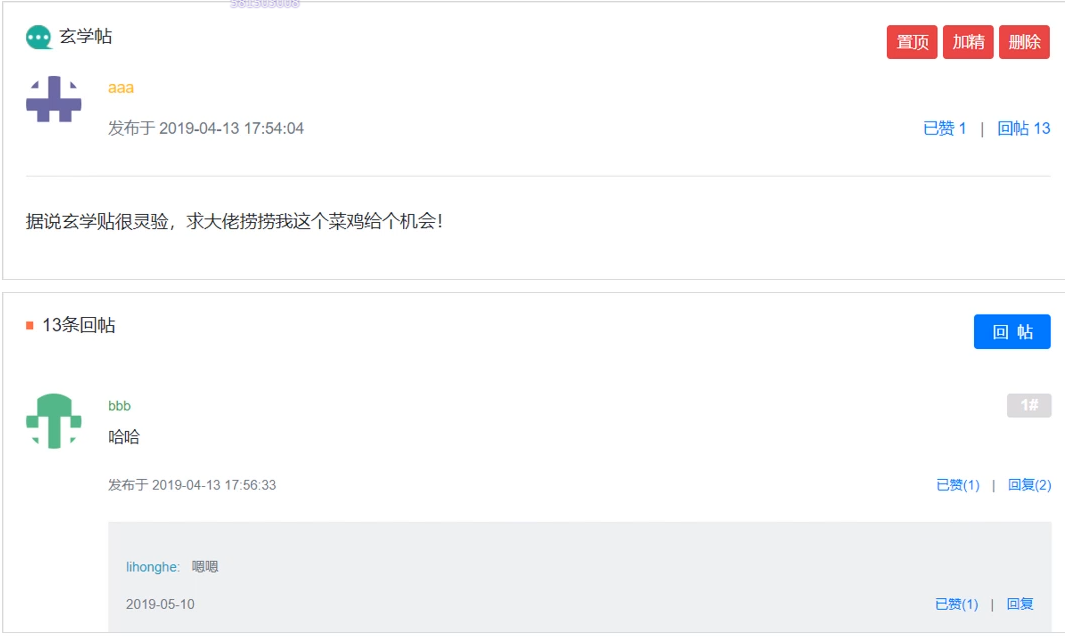 玄学帖
置顶 加精 删除
aaa
发布于 2019-04-13 17:54:04
已赞 1 | 回帖 13
据说玄学贴很灵验，求大佬捞捞我这个菜鸡给个机会！
13条回帖
回 帖
bbb
1#
哈哈
发布于 2019-04-13 17:56:33
已赞(1) | 回复(2)
lihonghe: 嗯嗯
2019-05-10
已赞(1) | 回复